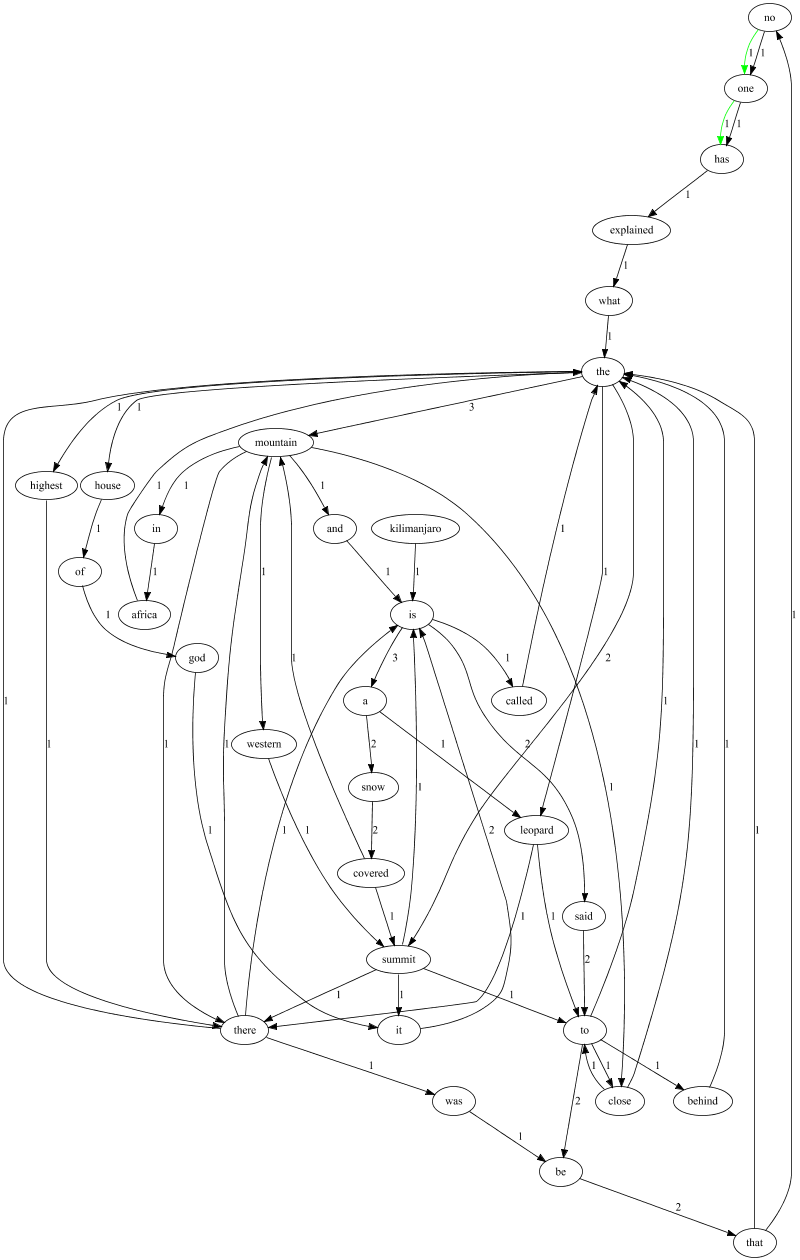 no
1 1
one
1 1
has
1
explained
1
what
1
the
1 1 3
mountain
highest house 1 1 1
in and kilimanjaro
1 1 1 1 1
of
1 africa 1
is
god 1 3 1 2
a called
1 1 1 1 2 1 2
western
snow
1 1 1
leopard
1 1 2 2
covered
1 1 1 said
summit 2
1 1 1
there it to
1 1 1 1
was close behind
2
1
be
2
that
1 1